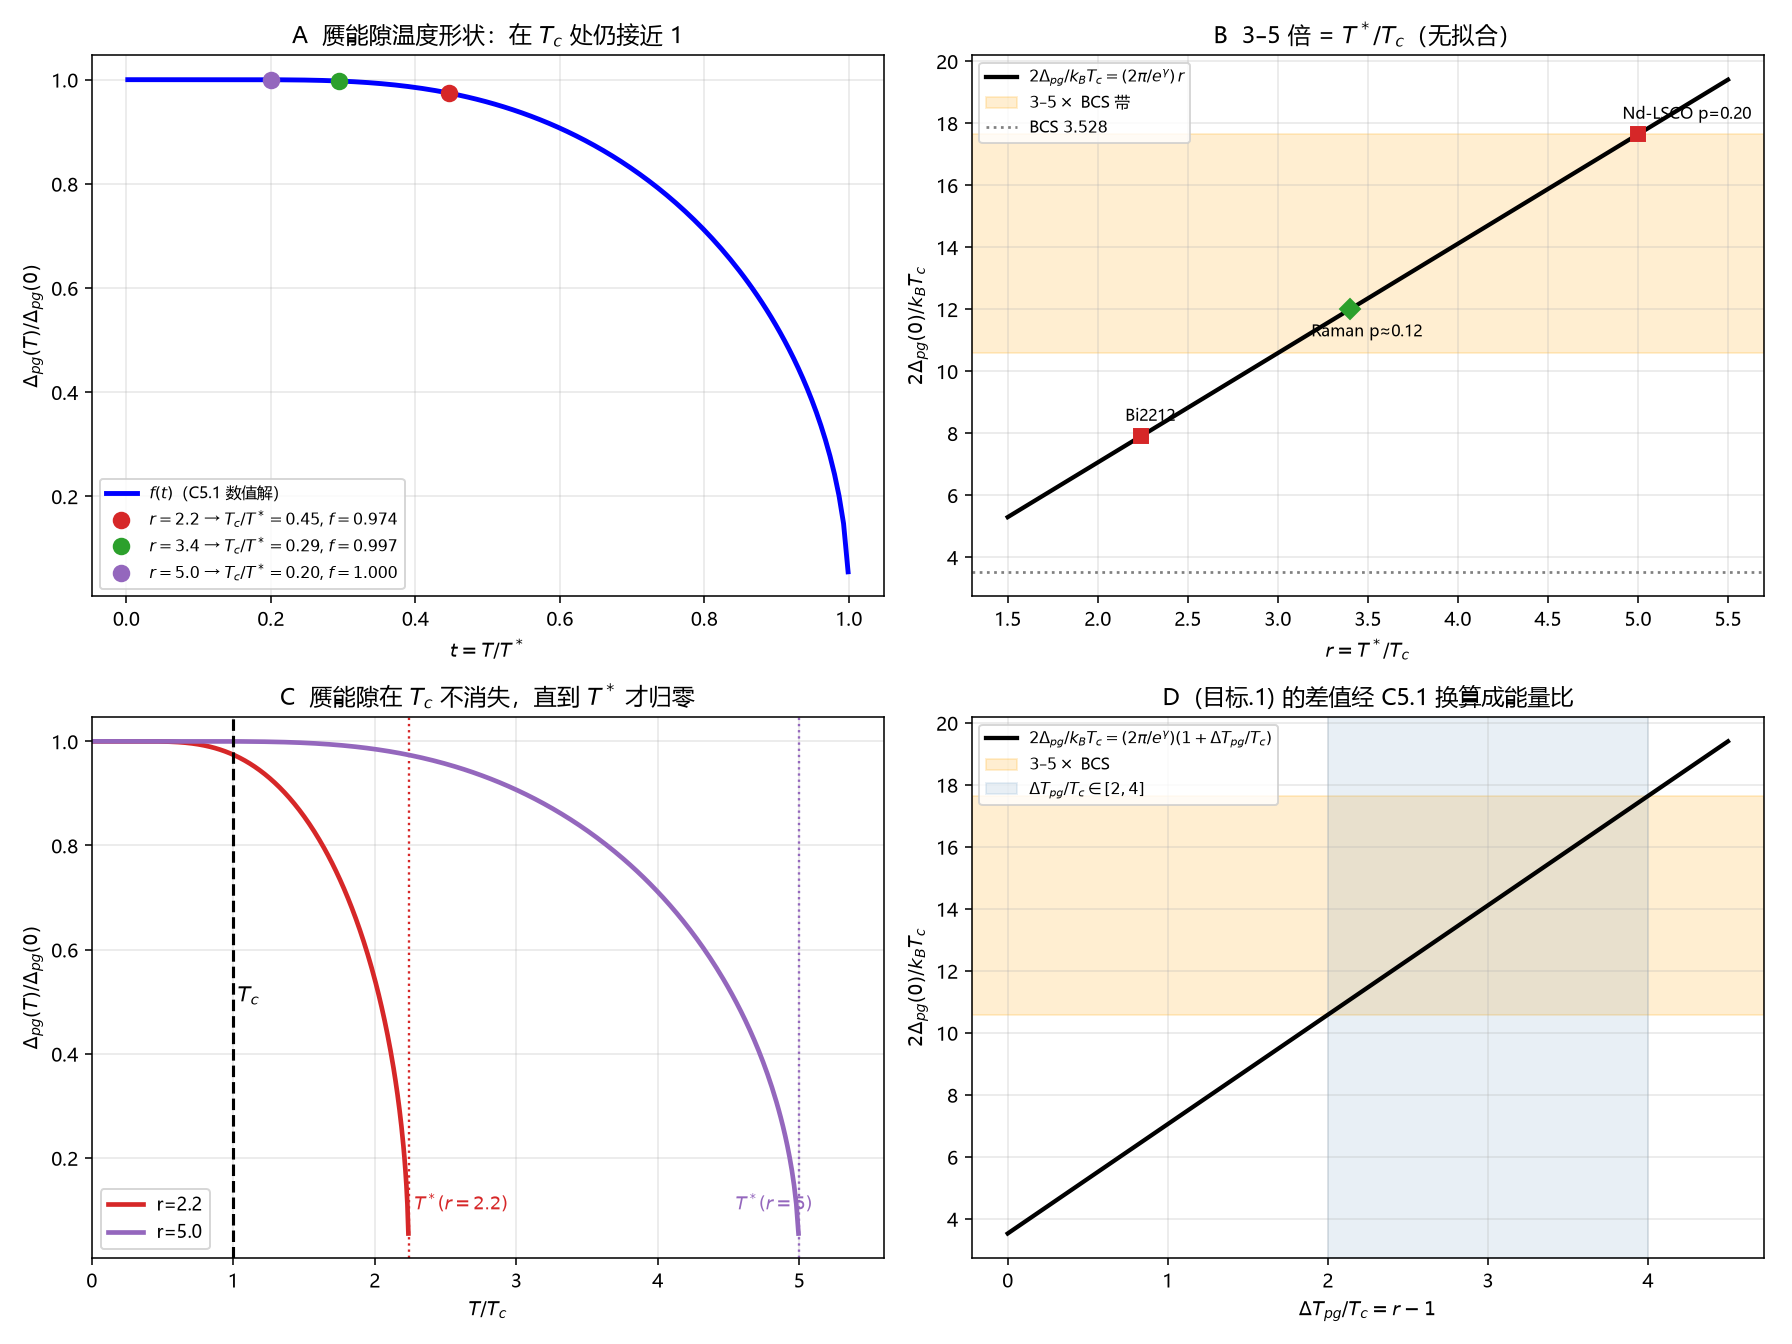 A 赝能隙温度形状：在 T_c 处仍接近 1
1.0
0.8
0.6
0.4
0.2
Δ_pg(T)/Δ_pg(0)
f(t)（C5.1 数值解）
r = 2.2 → T_c/T* = 0.45, f = 0.974
r = 3.4 → T_c/T* = 0.29, f = 0.997
r = 5.0 → T_c/T* = 0.20, f = 1.000
0.0 0.2 0.4 0.6 0.8 1.0
t = T/T*
B 3–5 倍 = T*/T_c（无拟合）
20
18
16
14
12
10
8
6
4
2Δ_pg(0)/k_BT_c
2Δ_pg/k_BT_c = (2π/e^γ) r
3–5× BCS 带
BCS 3.528
Nd-LSCO p=0.20
Raman p≈0.12
Bi2212
1.5 2.0 2.5 3.0 3.5 4.0 4.5 5.0 5.5
r = T*/T_c
C 赝能隙在 T_c 不消失，直到 T* 才归零
1.0
0.8
0.6
0.4
0.2
Δ_pg(T)/Δ_pg(0)
T_c
T*(r = 2.2)
T*(r = 5)
r=2.2
r=5.0
0 1 2 3 4 5
T/T_c
D (目标.1) 的差值经 C5.1 换算成能量比
20
18
16
14
12
10
8
6
4
2Δ_pg(0)/k_BT_c
2Δ_pg/k_BT_c = (2π/e^γ)(1 + ΔT_pg/T_c)
3–5× BCS
ΔT_pg/T_c ∈ [2, 4]
0 1 2 3 4
ΔT_pg/T_c = r − 1